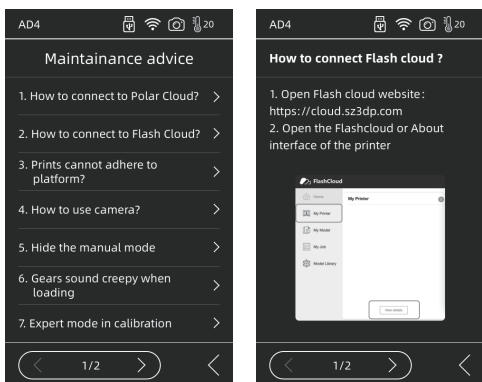 AD4
20
Maintainance advice
1. How to connect to Polar Cloud?
2. How to connect to Flash Cloud?
3. Prints cannot adhere to
platform?
4. How to use camera?
5. Hide the manual mode
6. Gears sound creepy when
loading
7. Expert mode in calibration
1/2
AD4
20
How to connect Flash cloud ?
1. Open Flash cloud website:
https://cloud.sz3dp.com
2. Open the Flashcloud or About
interface of the printer
FlashCloud
Home
My Printer
My Printer
My Model
My Job
Model Library
1/2